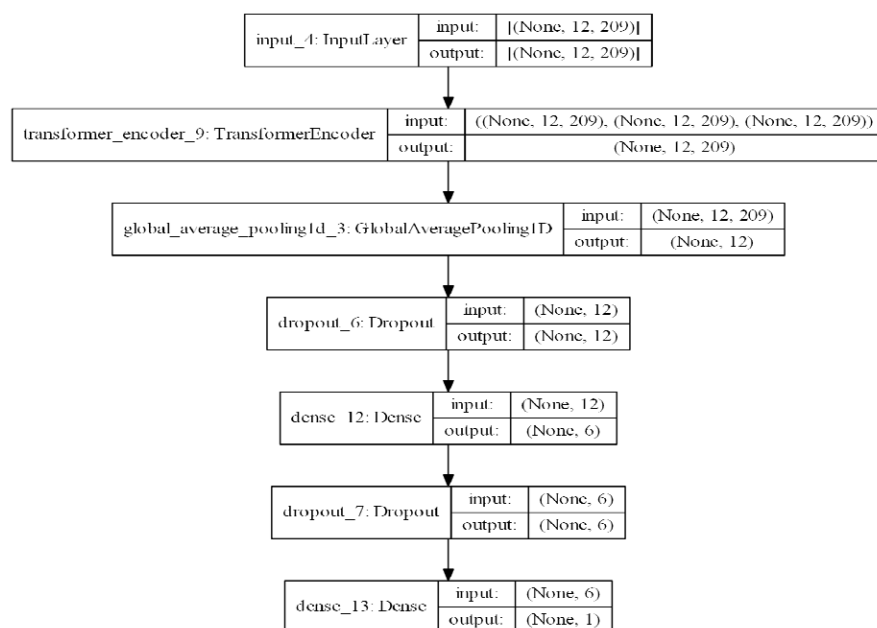 input_4: InputLayer
input: [(None, 12, 209)]
output: [(None, 12, 209)]
transformer_encoder_9: TransformerEncoder
input: ((None, 12, 209), (None, 12, 209), (None, 12, 209))
output: (None, 12, 209)
global_average_pooling1d_3: GlobalAveragePooling1D
input: (None, 12, 209)
output: (None, 12)
dropout_6: Dropout
input: (None, 12)
output: (None, 12)
dense_12: Dense
input: (None, 12)
output: (None, 6)
dropout_7: Dropout
input: (None, 6)
output: (None, 6)
dense_13: Dense
input: (None, 6)
output: (None, 1)